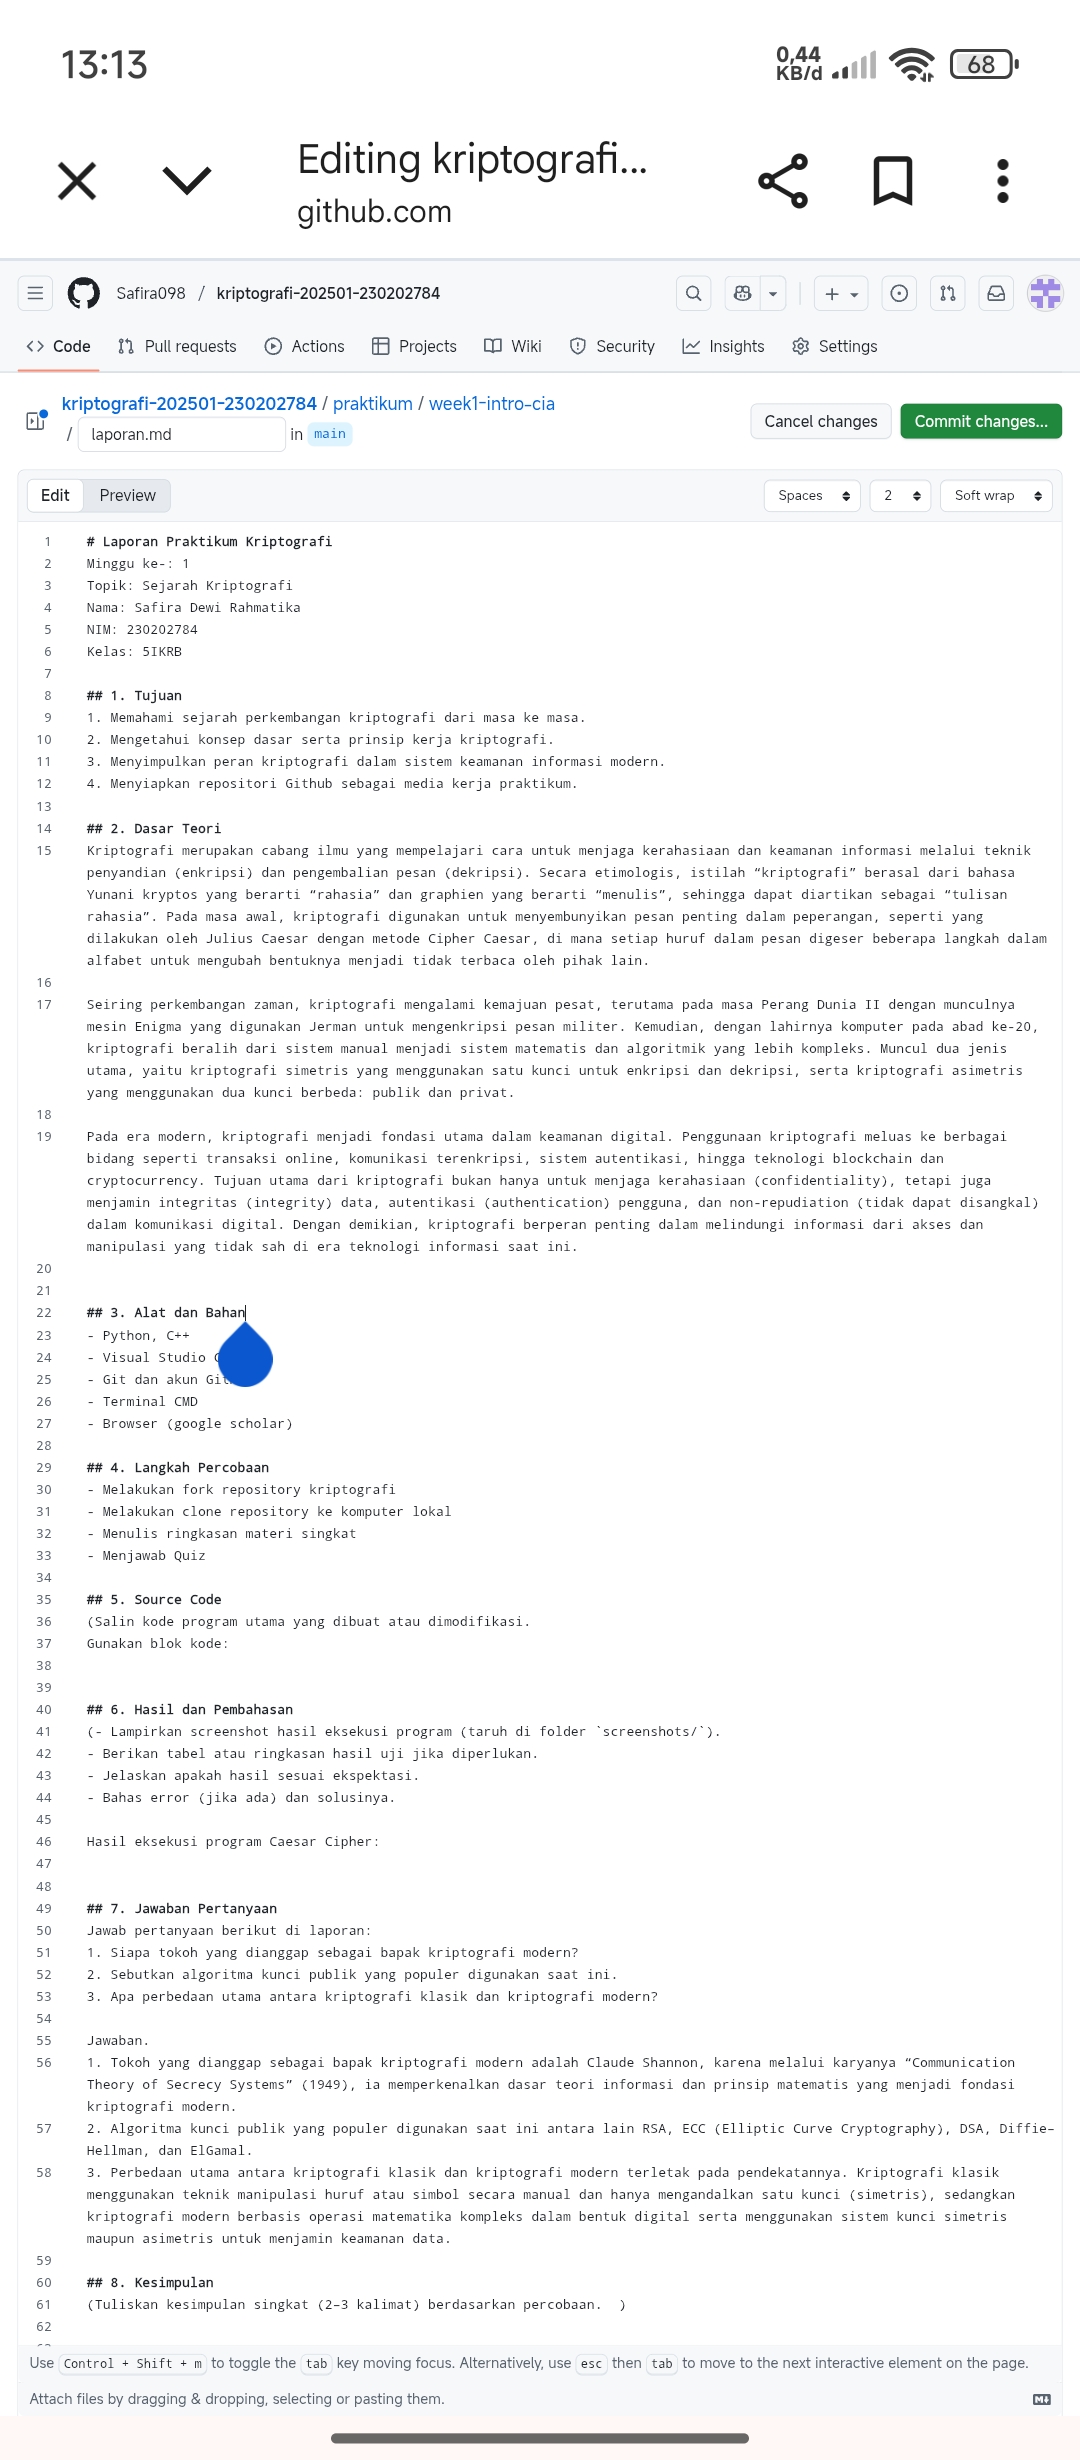 13:13
0,44
KB/d
68
Editing kriptografi...
github.com
Safira098 / kriptografi-202501-230202784
Code
Pull requests
Actions
Projects
Wiki
Security
Insights
Settings
kriptografi-202501-230202784 / praktikum / week1-intro-cia
/ laporan.md in main
Cancel changes
Commit changes...
Edit
Preview
Spaces
2
Soft wrap
1 # Laporan Praktikum Kriptografi
2 Minggu ke-: 1
3 Topik: Sejarah Kriptografi
4 Nama: Safira Dewi Rahmatika
5 NIM: 230202784
6 Kelas: 5IKRB
7
8 ## 1. Tujuan
9 1. Memahami sejarah perkembangan kriptografi dari masa ke masa.
10 2. Mengetahui konsep dasar serta prinsip kerja kriptografi.
11 3. Menyimpulkan peran kriptografi dalam sistem keamanan informasi modern.
12 4. Menyiapkan repositori Github sebagai media kerja praktikum.
13
14 ## 2. Dasar Teori
15 Kriptografi merupakan cabang ilmu yang mempelajari cara untuk menjaga kerahasiaan dan keamanan informasi melalui teknik
penyandian (enkripsi) dan pengembalian pesan (dekripsi). Secara etimologis, istilah “kriptografi” berasal dari bahasa
Yunani kryptos yang berarti “rahasia” dan graphien yang berarti “menulis”, sehingga dapat diartikan sebagai “tulisan
rahasia”. Pada masa awal, kriptografi digunakan untuk menyembunyikan pesan penting dalam peperangan, seperti yang
dilakukan oleh Julius Caesar dengan metode Cipher Caesar, di mana setiap huruf dalam pesan digeser beberapa langkah dalam
alfabet untuk mengubah bentuknya menjadi tidak terbaca oleh pihak lain.
16
17 Seiring perkembangan zaman, kriptografi mengalami kemajuan pesat, terutama pada masa Perang Dunia II dengan munculnya
mesin Enigma yang digunakan Jerman untuk mengenkripsi pesan militer. Kemudian, dengan lahirnya komputer pada abad ke-20,
kriptografi beralih dari sistem manual menjadi sistem matematis dan algoritmik yang lebih kompleks. Muncul dua jenis
utama, yaitu kriptografi simetris yang menggunakan satu kunci untuk enkripsi dan dekripsi, serta kriptografi asimetris
yang menggunakan dua kunci berbeda: publik dan privat.
18
19 Pada era modern, kriptografi menjadi fondasi utama dalam keamanan digital. Penggunaan kriptografi meluas ke berbagai
bidang seperti transaksi online, komunikasi terenkripsi, sistem autentikasi, hingga teknologi blockchain dan
cryptocurrency. Tujuan utama dari kriptografi bukan hanya untuk menjaga kerahasiaan (confidentiality), tetapi juga
menjamin integritas (integrity) data, autentikasi (authentication) pengguna, dan non-repudiation (tidak dapat disangkal)
dalam komunikasi digital. Dengan demikian, kriptografi berperan penting dalam melindungi informasi dari akses dan
manipulasi yang tidak sah di era teknologi informasi saat ini.
20
21
22 ## 3. Alat dan Bahan
23 - Python, C++
24 - Visual Studio
25 - Git dan akun
26 - Terminal CMD
27 - Browser (google scholar)
28
29 ## 4. Langkah Percobaan
30 - Melakukan fork repository kriptografi
31 - Melakukan clone repository ke komputer lokal
32 - Menulis ringkasan materi singkat
33 - Menjawab Quiz
34
35 ## 5. Source Code
36 (Salin kode program utama yang dibuat atau dimodifikasi.
37 Gunakan blok kode:
38
39
40 ## 6. Hasil dan Pembahasan
41 (- Lampirkan screenshot hasil eksekusi program (taruh di folder `screenshots/`).
42 - Berikan tabel atau ringkasan hasil uji jika diperlukan.
43 - Jelaskan apakah hasil sesuai ekspektasi.
44 - Bahas error (jika ada) dan solusinya.
45
46 Hasil eksekusi program Caesar Cipher:
47
48
49 ## 7. Jawaban Pertanyaan
50 Jawab pertanyaan berikut di laporan:
51 1. Siapa tokoh yang dianggap sebagai bapak kriptografi modern?
52 2. Sebutkan algoritma kunci publik yang populer digunakan saat ini.
53 3. Apa perbedaan utama antara kriptografi klasik dan kriptografi modern?
54
55 Jawaban.
56 1. Tokoh yang dianggap sebagai bapak kriptografi modern adalah Claude Shannon, karena melalui karyanya “Communication
Theory of Secrecy Systems” (1949), ia memperkenalkan dasar teori informasi dan prinsip matematis yang menjadi fondasi
kriptografi modern.
57 2. Algoritma kunci publik yang populer digunakan saat ini antara lain RSA, ECC (Elliptic Curve Cryptography), DSA, Diffie-
Hellman, dan ElGamal.
58 3. Perbedaan utama antara kriptografi klasik dan kriptografi modern terletak pada pendekatannya. Kriptografi klasik
menggunakan teknik manipulasi huruf atau simbol secara manual dan hanya mengandalkan satu kunci (simetris), sedangkan
kriptografi modern berbasis operasi matematika kompleks dalam bentuk digital serta menggunakan sistem kunci simetris
maupun asimetris untuk menjamin keamanan data.
59
60 ## 8. Kesimpulan
61 (Tuliskan kesimpulan singkat (2–3 kalimat) berdasarkan percobaan. )
62
Use Control + Shift + m to toggle the tab key moving focus. Alternatively, use esc then tab to move to the next interactive element on the page.
Attach files by dragging & dropping, selecting or pasting them.